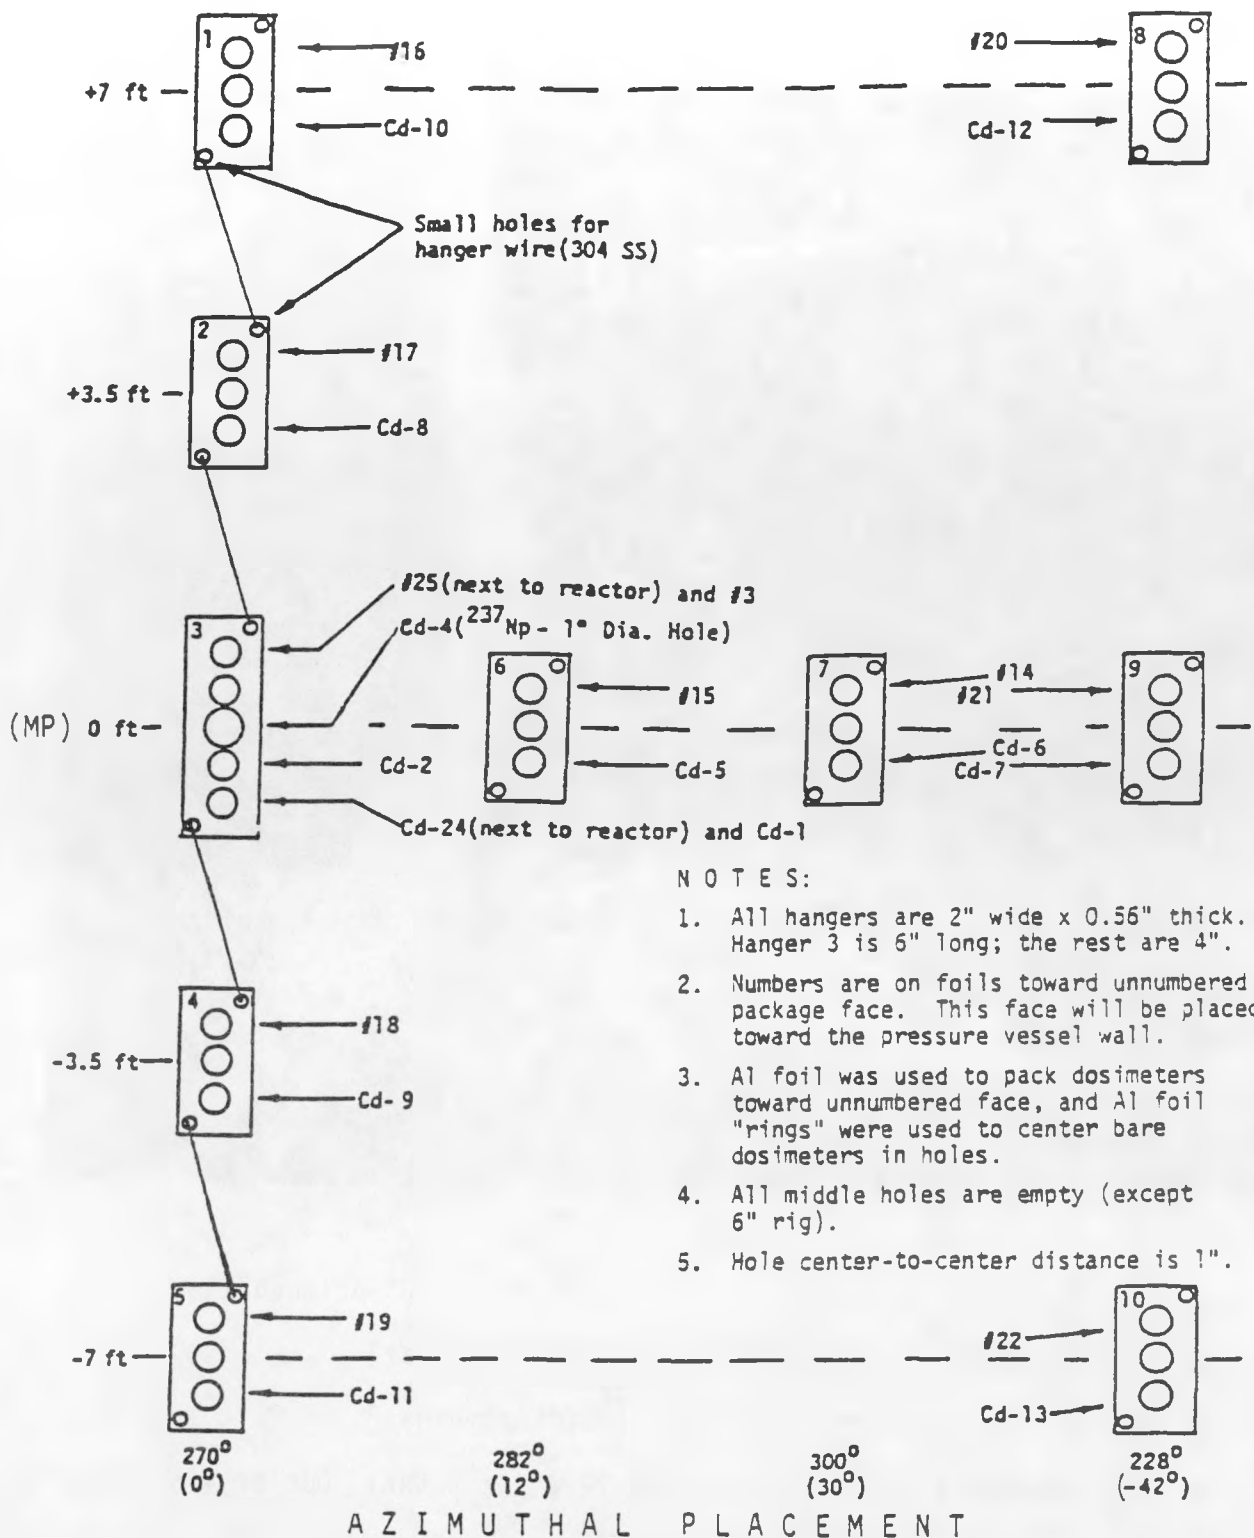 1
#16
#20
8
+7 ft
Cd-10
Cd-12
Small holes for
hanger wire(304 SS)
2
#17
+3.5 ft
Cd-8
#25(next to reactor) and #3
3
Cd-4(237Np - 1" Dia. Hole)
6
#15
7
#14
#21
9
(MP) 0 ft
Cd-2
Cd-5
Cd-6
Cd-7
Cd-24(next to reactor) and Cd-1
NOTES:
1. All hangers are 2" wide x 0.56" thick.
Hanger 3 is 6" long; the rest are 4".
2. Numbers are on foils toward unnumbered
package face. This face will be placed
toward the pressure vessel wall.
3. Al foil was used to pack dosimeters
toward unnumbered face, and Al foil
"rings" were used to center bare
dosimeters in holes.
4. All middle holes are empty (except
6" rig).
5. Hole center-to-center distance is 1".
4
#18
-3.5 ft
Cd-9
5
#19
10
#22
-7 ft
Cd-11
Cd-13
270° 282° 300° 228°
(0°) (12°) (30°) (-42°)
AZIMUTHAL PLACEMENT